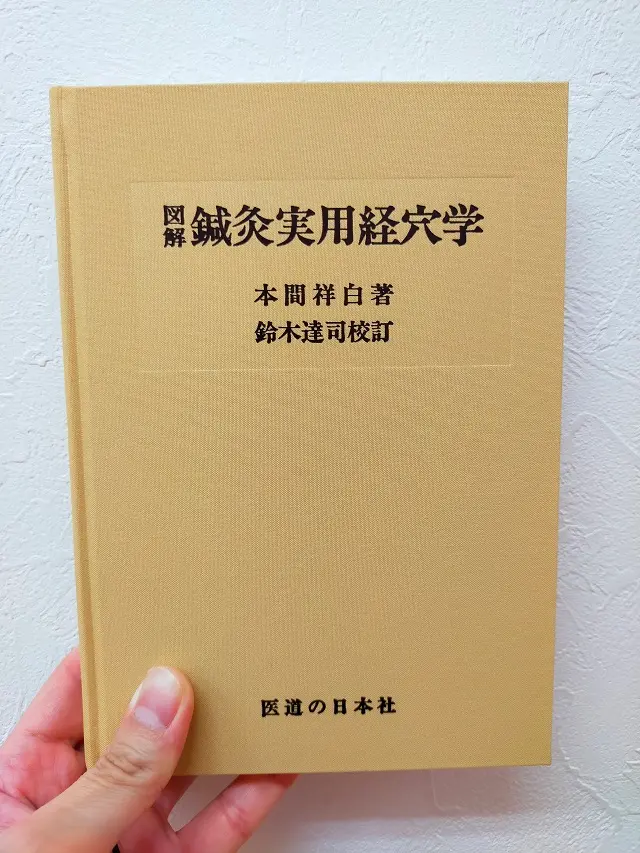 図解 鍼灸実用経穴学
本間祥白著
鈴木達司校訂
医道の日本社